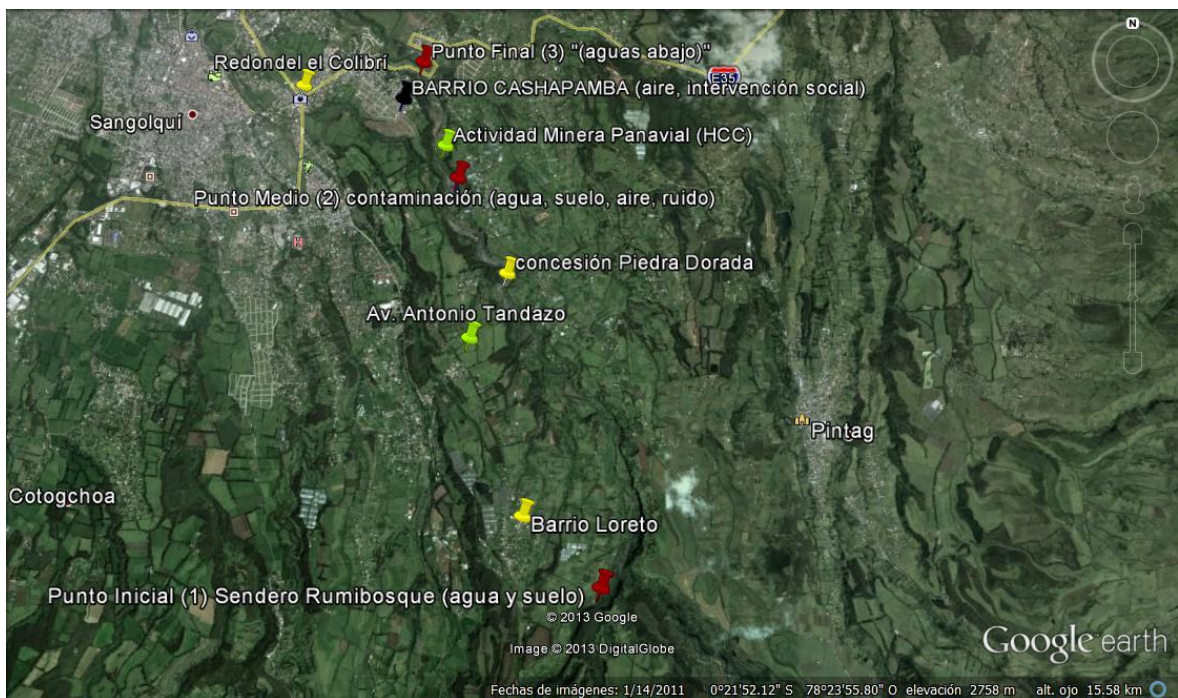 N
Punto Final (3) "(aguas abajo)"
Redondel el Colibrí
E35
BARRIO CASHAPAMBA (aire, intervención social)
Sangolquí
Actividad Minera Panavial (HCC)
Punto Medio (2) contaminación (agua, suelo, aire, ruido)
H
concesión Piedra Dorada
Av. Antonio Tandazo
Pintag
Cotogchoa
Barrio Loreto
Punto Inicial (1) Sendero Rumibosque (agua y suelo)
© 2013 Google
Image © 2013 DigitalGlobe
Google earth
Fechas de imágenes: 1/14/2011 0°21'52.12" S 78°23'55.80" O elevación 2758 m alt. ojo 15.58 km